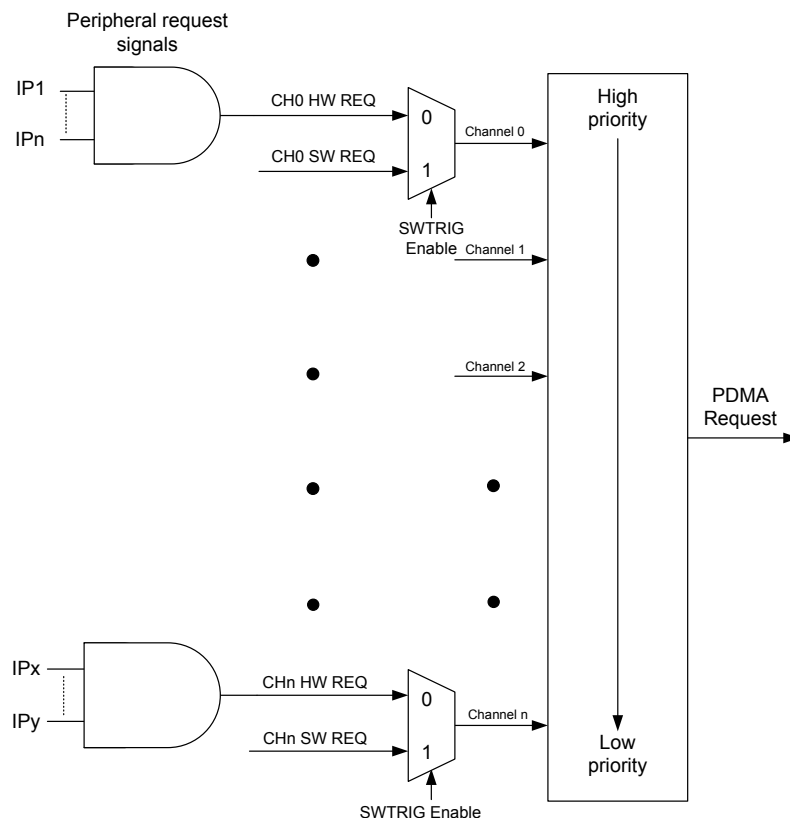 Peripheral request
signals
IP1
IPn
CH0 HW REQ
0
CH0 SW REQ
1
Channel 0
SWTRIG
Enable
High
priority
Channel 1
Channel 2
PDMA
Request
IPx
IPy
CHn HW REQ
0
CHn SW REQ
1
Channel n
SWTRIG Enable
Low
priority